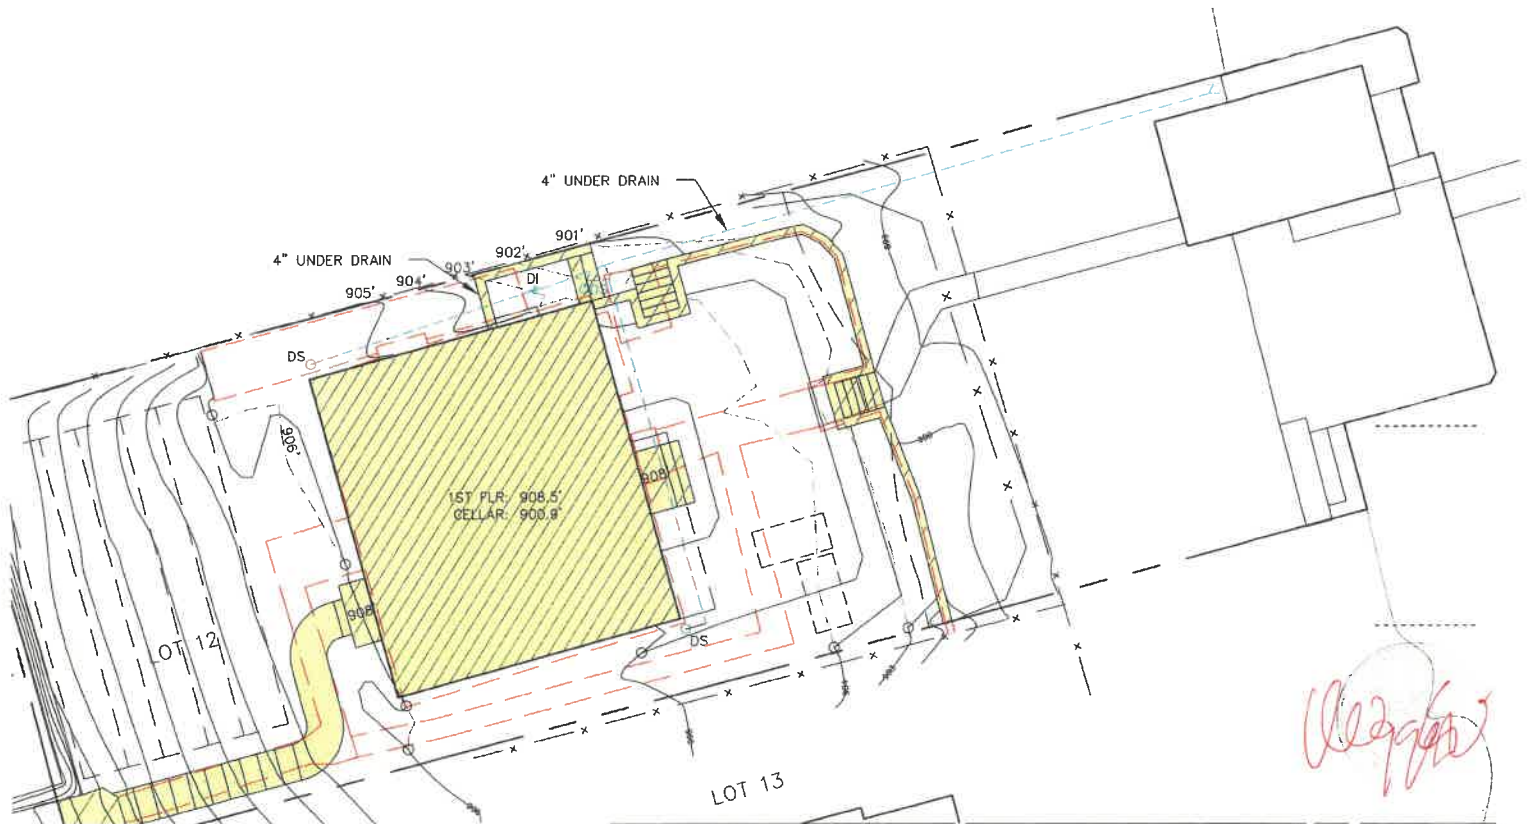 4" UNDER DRAIN
901'
902'
4" UNDER DRAIN
903'
904'
DI
905'
DS
906'
908'
1ST FLR: 908.5'
CELLAR: 900.9'
908'
LOT 12
DS
LOT 13